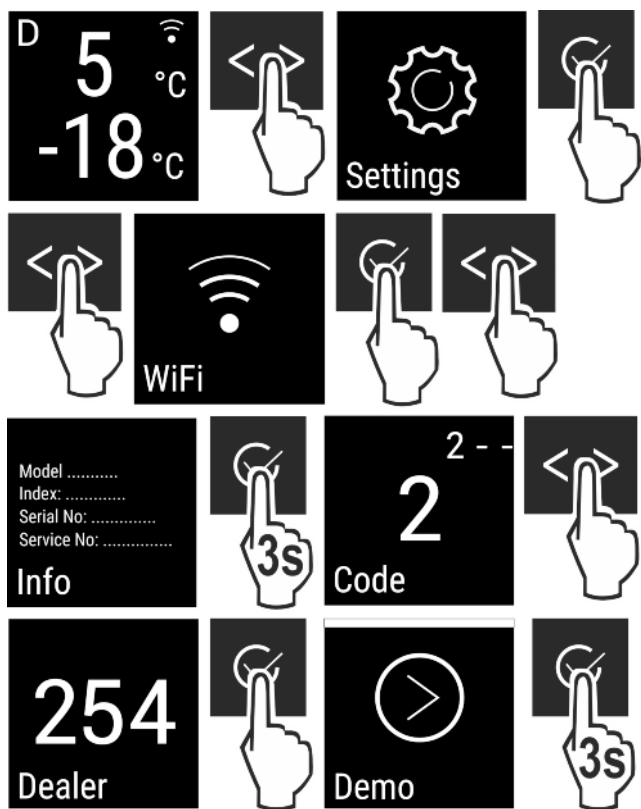 D
5 °C
-18 °C
Settings
WiFi
Model ...........
Index: .............
Serial No: ..............
Service No: ...............
Info
3s
2 - -
2
Code
254
Dealer
Demo
3s